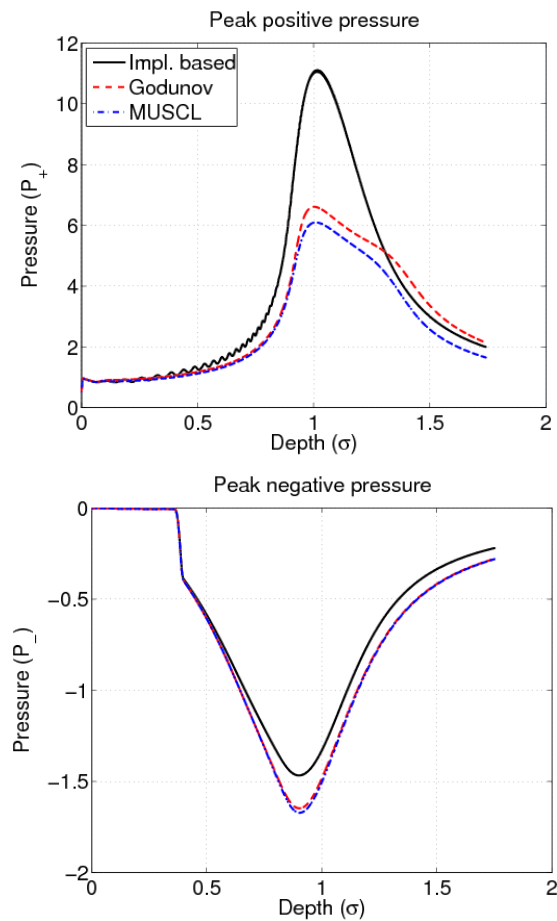 Peak positive pressure
12
10
8
6
4
2
0
Pressure (P_+)
Impl. based
Godunov
MUSCL
0 0.5 1 1.5 2
Depth (σ)
Peak negative pressure
0
−0.5
−1
−1.5
−2
Pressure (P_)
0 0.5 1 1.5 2
Depth (σ)